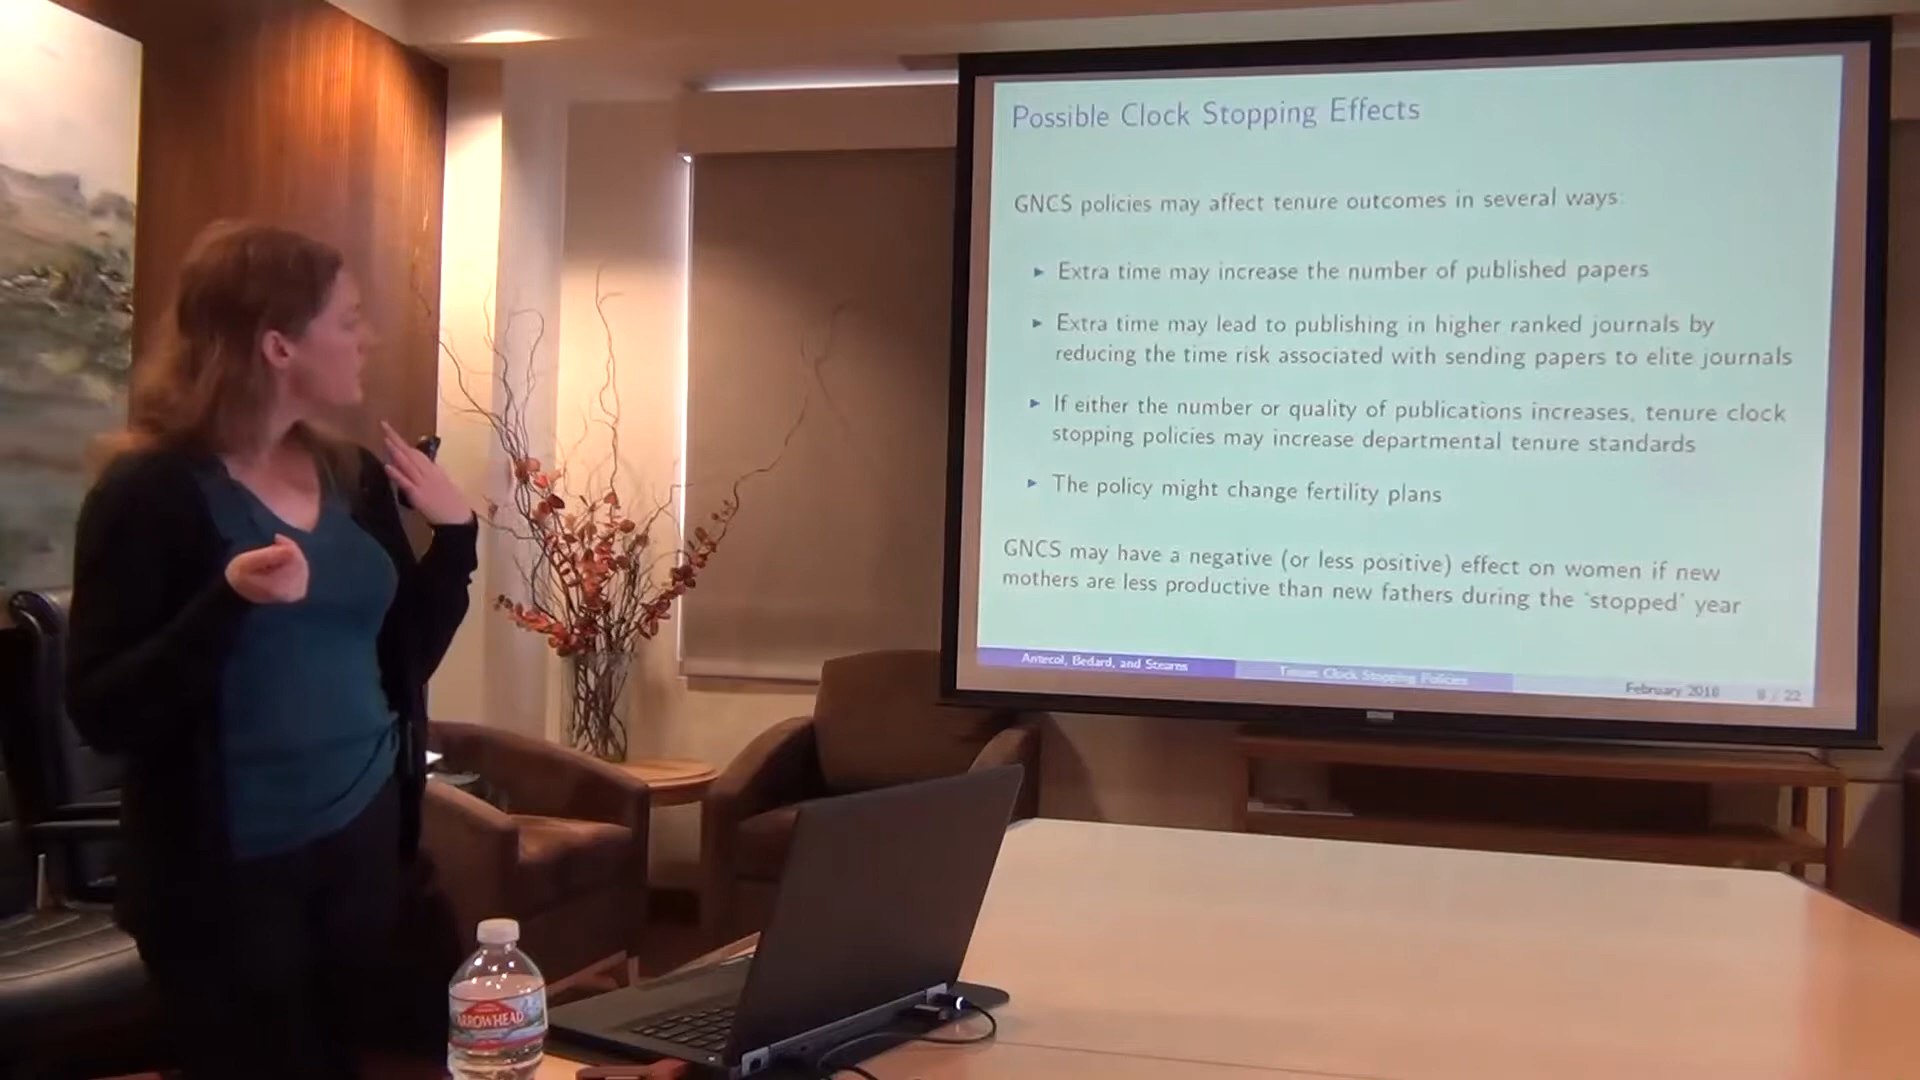 Possible Clock Stopping Effects
GNCS policies may affect tenure outcomes in several ways:
Extra time may increase the number of published papers
Extra time may lead to publishing in higher ranked journals by
reducing the time risk associated with sending papers to elite journals
If either the number or quality of publications increases, tenure clock
stopping policies may increase departmental tenure standards
The policy might change fertility plans
GNCS may have a negative (or less positive) effect on women if new
mothers are less productive than new fathers during the 'stopped' year
Antecol, Bedard, and Stearns
Tenure Clock Stopping Policies
February 2016
/ 22
ARROWHEAD